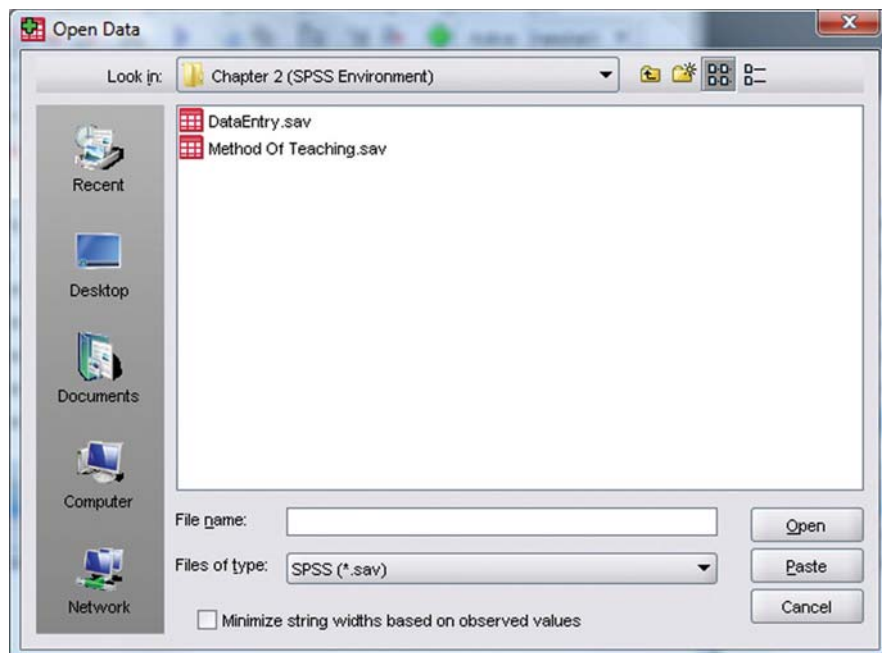 Open Data
Look in:
Chapter 2 (SPSS Environment)
DataEntry.sav
Method Of Teaching.sav
Recent
Desktop
Documents
Computer
Network
File name:
Open
Files of type:
SPSS (*.sav)
Paste
Minimize string widths based on observed values
Cancel